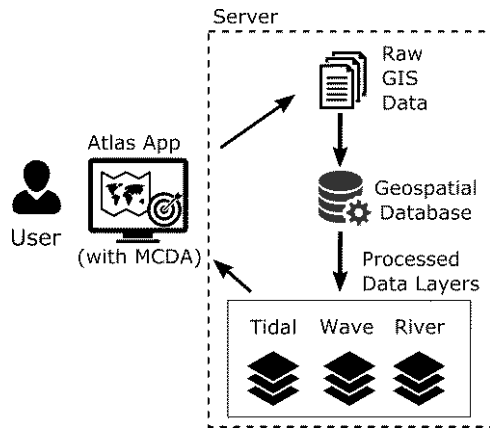 Server
Raw
GIS
Data
Atlas App
User
(with MCDA)
Geospatial
Database
Processed
Data Layers
Tidal Wave River